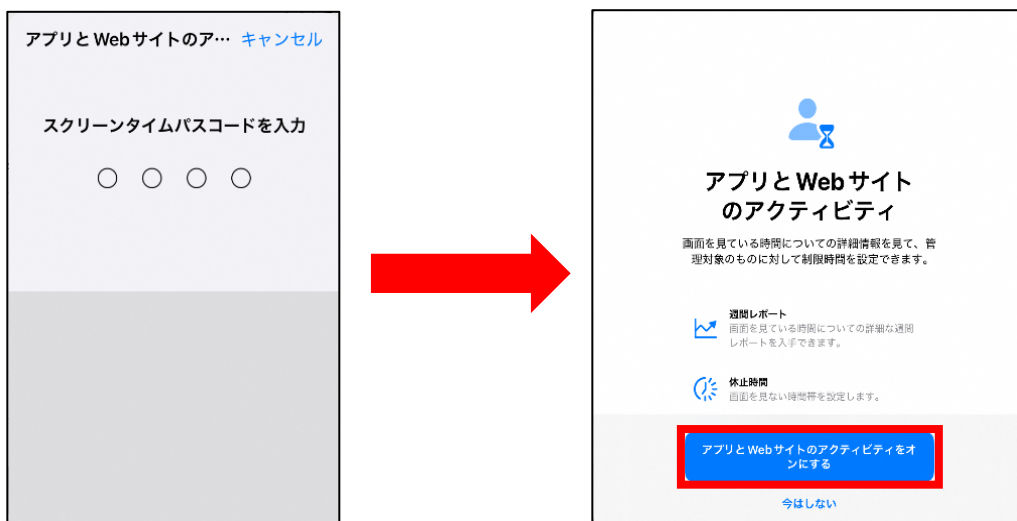 アプリとWebサイトのア… キャンセル
スクリーンタイムパスコードを入力
アプリとWebサイト
のアクティビティ
画面を見ている時間についての詳細情報を見て、管
理対象のものに対して制限時間を設定できます。
週間レポート
画面を見ている時間についての詳細な週間
レポートを入手できます。
休止時間
画面を見ない時間帯を設定します。
アプリとWebサイトのアクティビティをオ
ンにする
今はしない